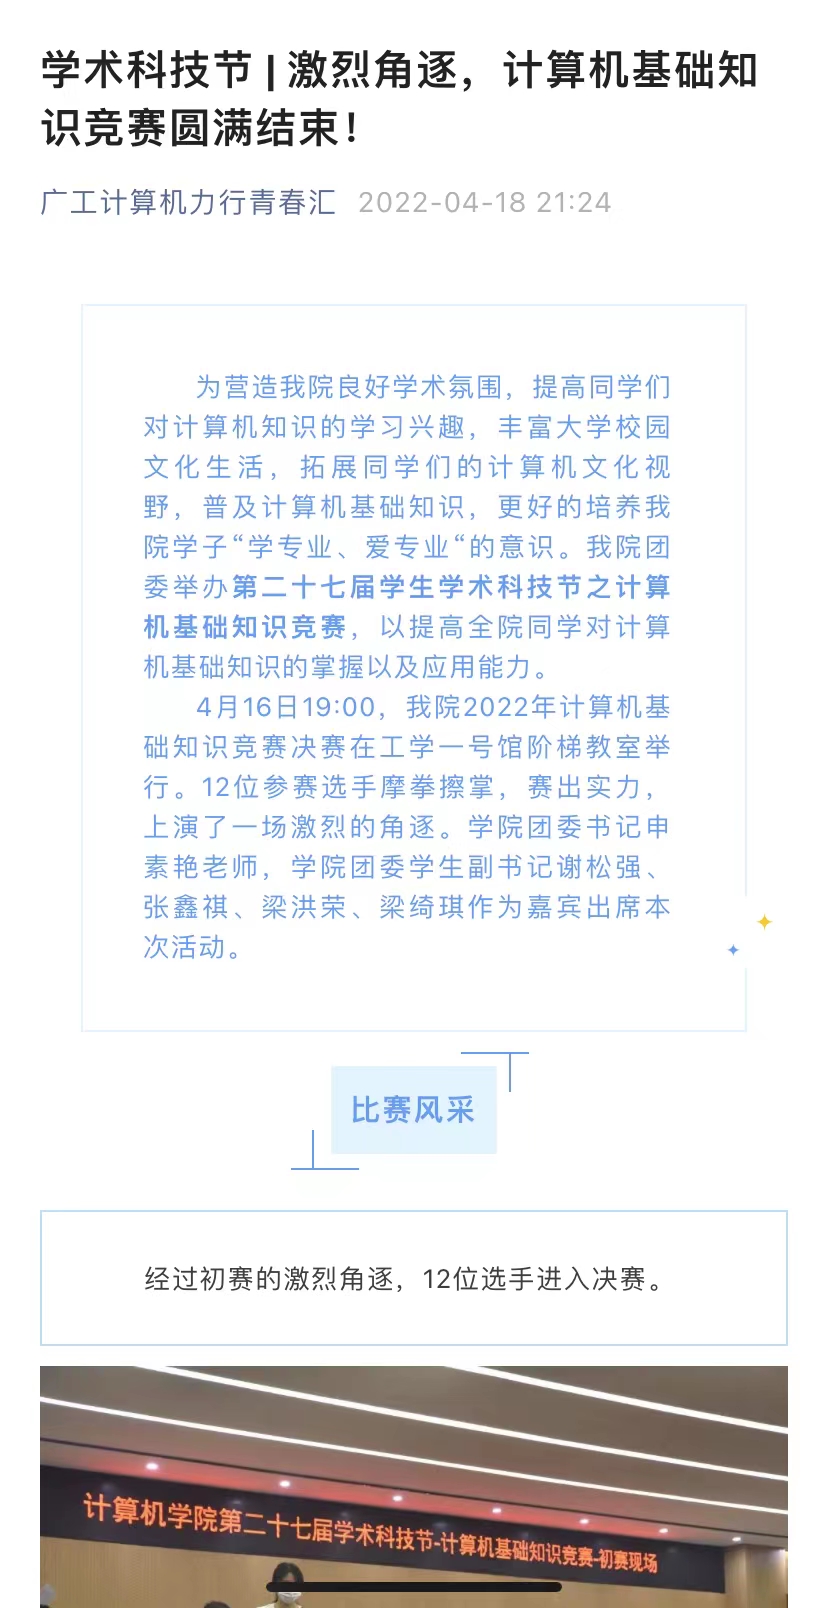 学术科技节 | 激烈角逐，计算机基础知
识竞赛圆满结束！
广工计算机力行青春汇 2022-04-18 21:24
为营造我院良好学术氛围，提高同学们
对计算机知识的学习兴趣，丰富大学校园
文化生活，拓展同学们的计算机文化视
野，普及计算机基础知识，更好的培养我
院学子“学专业、爱专业“的意识。我院团
委举办第二十七届学生学术科技节之计算
机基础知识竞赛，以提高全院同学对计算
机基础知识的掌握以及应用能力。
4月16日19:00，我院2022年计算机基
础知识竞赛决赛在工学一号馆阶梯教室举
行。12位参赛选手摩拳擦掌，赛出实力，
上演了一场激烈的角逐。学院团委书记申
素艳老师，学院团委学生副书记谢松强、
张鑫祺、梁洪荣、梁绮琪作为嘉宾出席本
次活动。
比赛风采
经过初赛的激烈角逐，12位选手进入决赛。
计算机学院第二十七届学术科技节-计算机基础知识竞赛-初赛现场